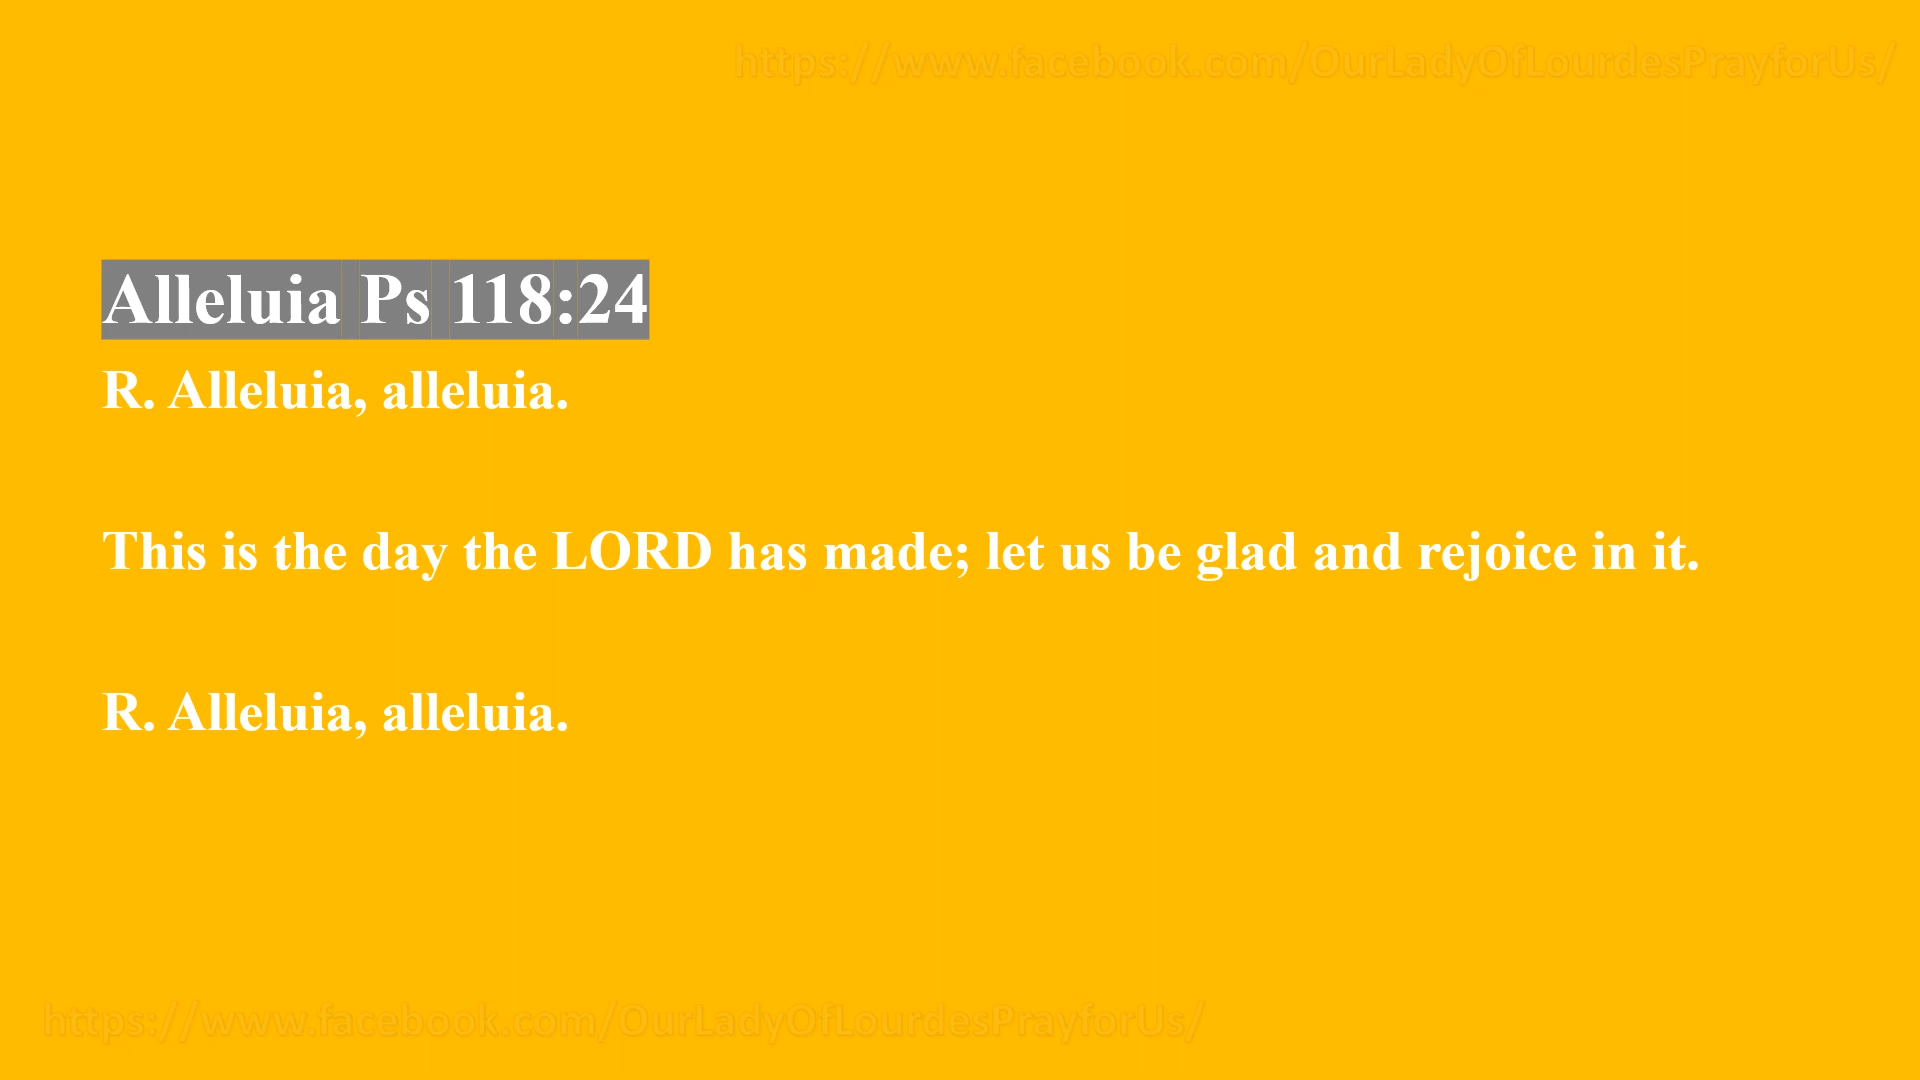 https://www.facebook.com/OurLadyOfLourdesPrayforUs/
Alleluia Ps 118:24
R. Alleluia, alleluia.
This is the day the LORD has made; let us be glad and rejoice in it.
R. Alleluia, alleluia.
https://www.facebook.com/OurLadyOfLourdesPrayforUs/